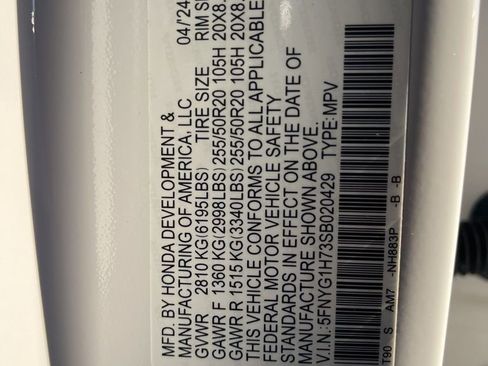 MFD. BY HONDA DEVELOPMENT &
MANUFACTURING OF AMERICA, LLC 04/24
GVWR 2810 KG(6195LBS) TIRE SIZE RIM SI
GAWR F 1360 KG(2998LBS) 255/50R20 105H 20X8.
GAWR R 1515 KG(3340LBS) 255/50R20 105H 20X8.
THIS VEHICLE CONFORMS TO ALL APPLICABLE
FEDERAL MOTOR VEHICLE SAFETY
STANDARDS IN EFFECT ON THE DATE OF
MANUFACTURE SHOWN ABOVE.
V.I.N.: 5FNYG1H73SB020429 TYPE: MPV
T90 S AM7 -NH883P -B -B